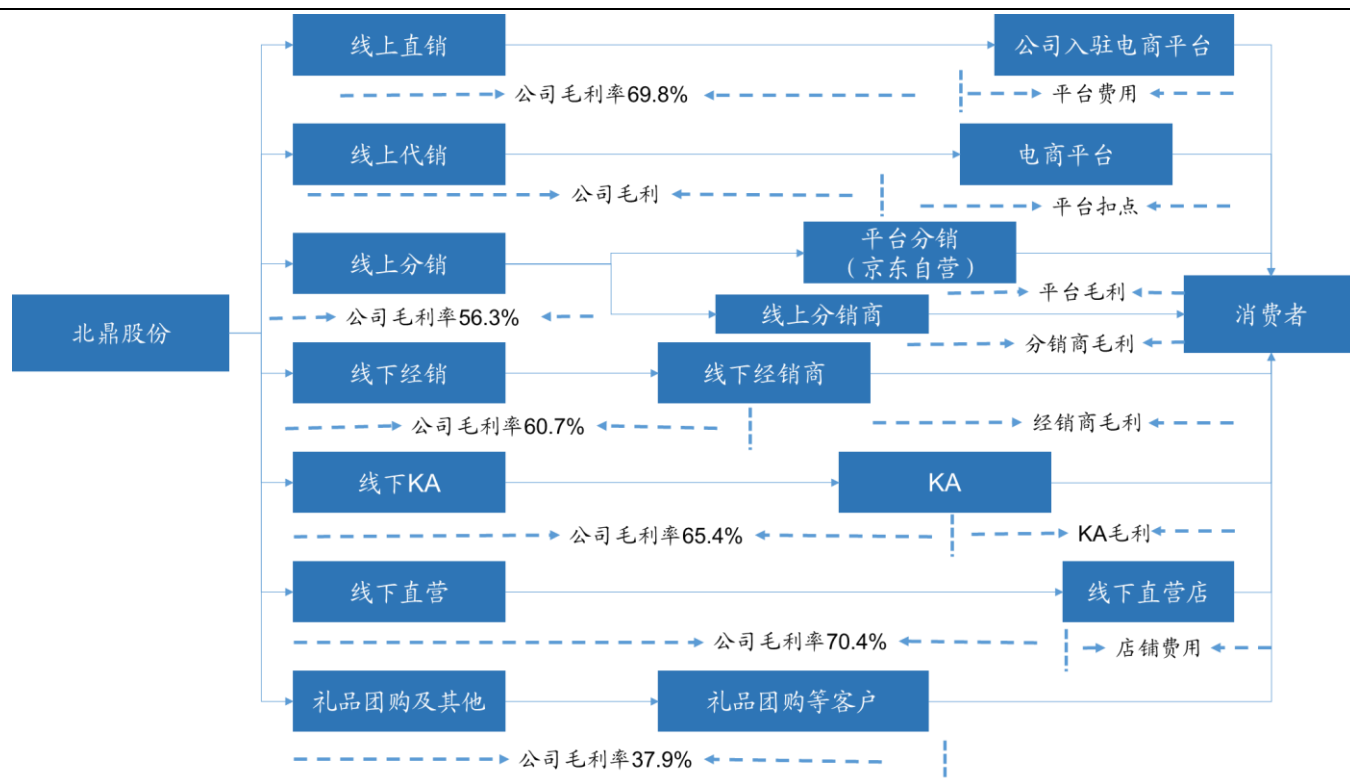 线上直销
公司入驻电商平台
公司毛利率69.8%
平台费用
线上代销
电商平台
公司毛利
平台扣点
线上分销
平台分销
（京东自营）
平台毛利
公司毛利率56.3%
线上分销商
分销商毛利
北鼎股份
消费者
线下经销
线下经销商
公司毛利率60.7%
经销商毛利
线下KA
KA
公司毛利率65.4%
KA毛利
线下直营
线下直营店
公司毛利率70.4%
店铺费用
礼品团购及其他
礼品团购等客户
公司毛利率37.9%